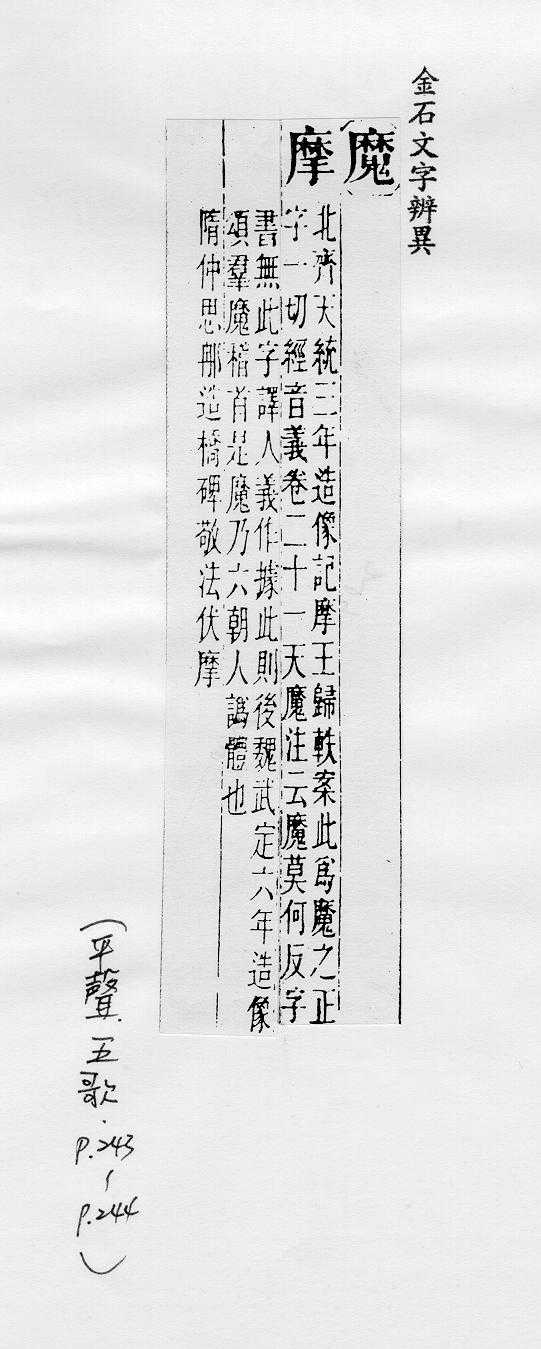 金石文字辨異
魔
摩 北齊天統三年造像記摩王歸軼案此爲魔之正
字一切經音義卷二十一天魔注云魔莫何反字
書無此字譯人義作據此則後魏武定六年造像
頌羣魔稽首是魔乃六朝人譌體也
隋仲思那造橋碑敬法伏摩
(平聲.五歌.P.243~P.244)